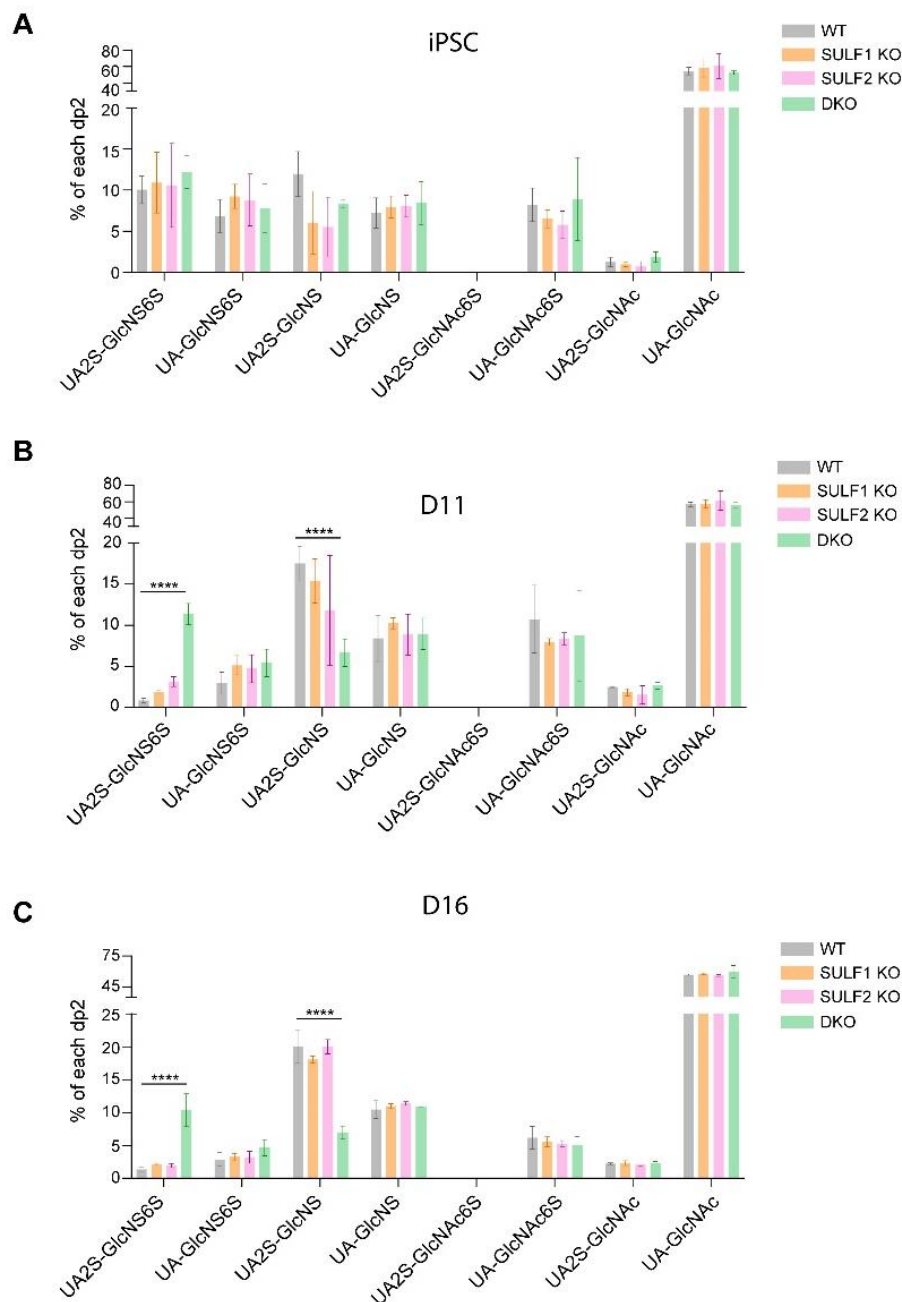 A
iPSC
WT
SULF1 KO
SULF2 KO
DKO
% of each dp2
80
60
40
20
15
10
5
0
UA2S-GlcNS6S
UA-GlcNS6S
UA2S-GlcNS
UA-GlcNS
UA2S-GlcNAc6S
UA-GlcNAc6S
UA2S-GlcNAc
UA-GlcNAc
B
D11
WT
SULF1 KO
SULF2 KO
DKO
% of each dp2
80
60
40
20
15
10
5
0
****
****
UA2S-GlcNS6S
UA-GlcNS6S
UA2S-GlcNS
UA-GlcNS
UA2S-GlcNAc6S
UA-GlcNAc6S
UA2S-GlcNAc
UA-GlcNAc
C
D16
WT
SULF1 KO
SULF2 KO
DKO
% of each dp2
75
45
25
20
15
10
5
0
****
****
UA2S-GlcNS6S
UA-GlcNS6S
UA2S-GlcNS
UA-GlcNS
UA2S-GlcNAc6S
UA-GlcNAc6S
UA2S-GlcNAc
UA-GlcNAc